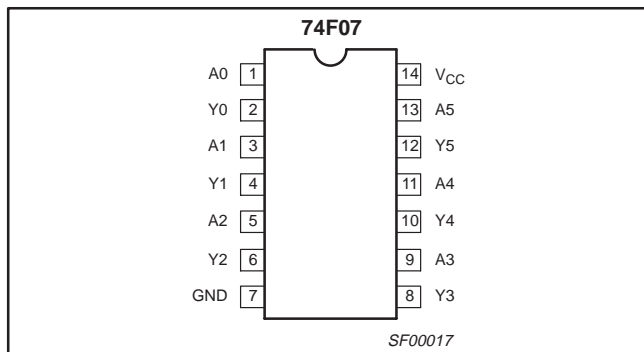 74F07
A0 1 14 VCC
Y0 2 13 A5
A1 3 12 Y5
Y1 4 11 A4
A2 5 10 Y4
Y2 6 9 A3
GND 7 8 Y3
SF00017